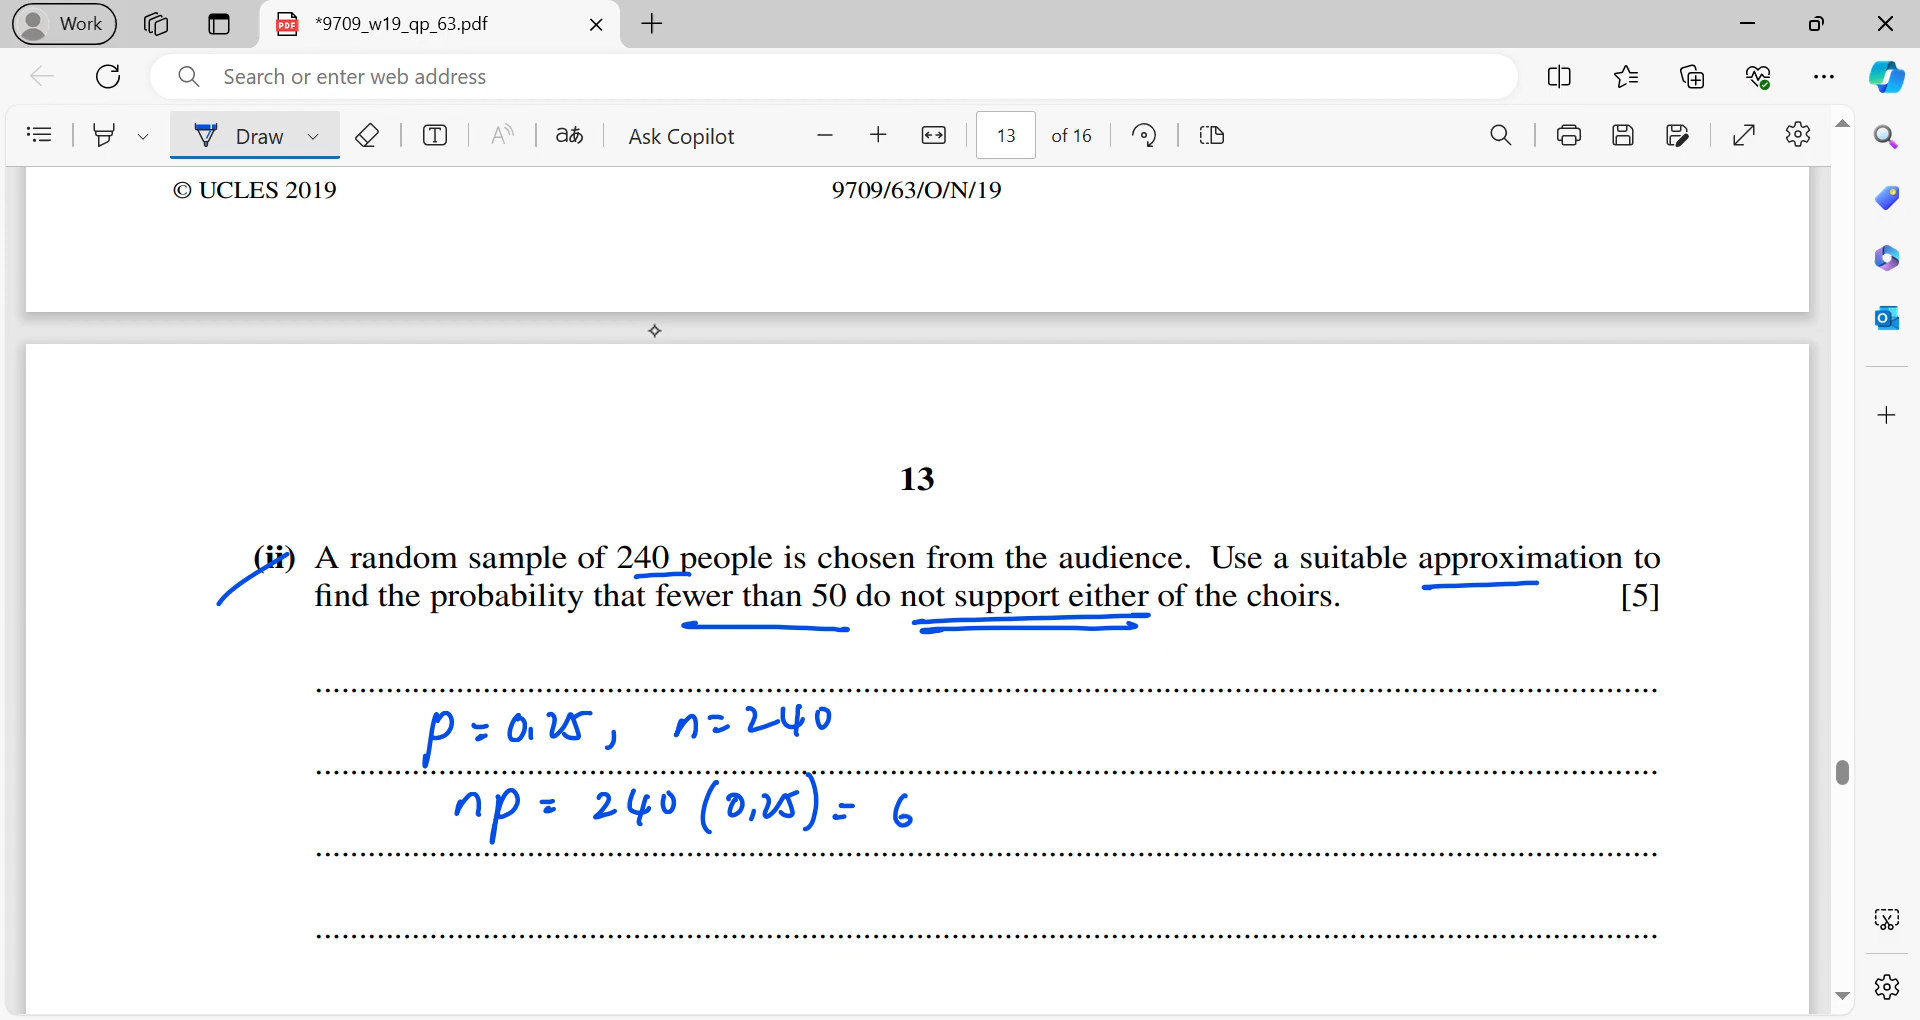 Work
*9709_w19_qp_63.pdf
Search or enter web address
Draw
T
A
aあ
Ask Copilot
13 of 16
© UCLES 2019
9709/63/O/N/19
13
(ii) A random sample of 240 people is chosen from the audience. Use a suitable approximation to
find the probability that fewer than 50 do not support either of the choirs. [5]
p = 0.25, n = 240
np = 240 (0.25) = 6